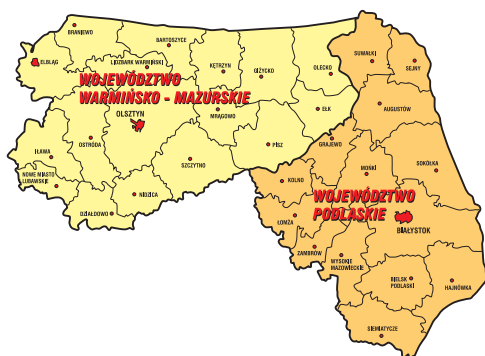 BRANIEWO
BARTOSZYCE
SUWAŁKI
ELBLĄG
LIDZBARK WARMIŃSKI
KĘTRZYN
GIŻYCKO
OLECKO
SEJNY
WOJEWÓDZTWO
WARMIŃSKO - MAZURSKIE
OLSZTYN
MRĄGOWO
EŁK
AUGUSTÓW
OSTRÓDA
PISZ
GRAJEWO
IŁAWA
SZCZYTNO
MOŃKI
SOKÓŁKA
NOWE MIASTO
LUBAWSKIE
KOLNO
NIDZICA
WOJEWÓDZTWO
PODLASKIE
DZIAŁDOWO
ŁOMŻA
BIAŁYSTOK
ZAMBRÓW
WYSOKIE
MAZOWIECKIE
BIELSK
PODLASKI
HAJNÓWKA
SIEMIATYCZE